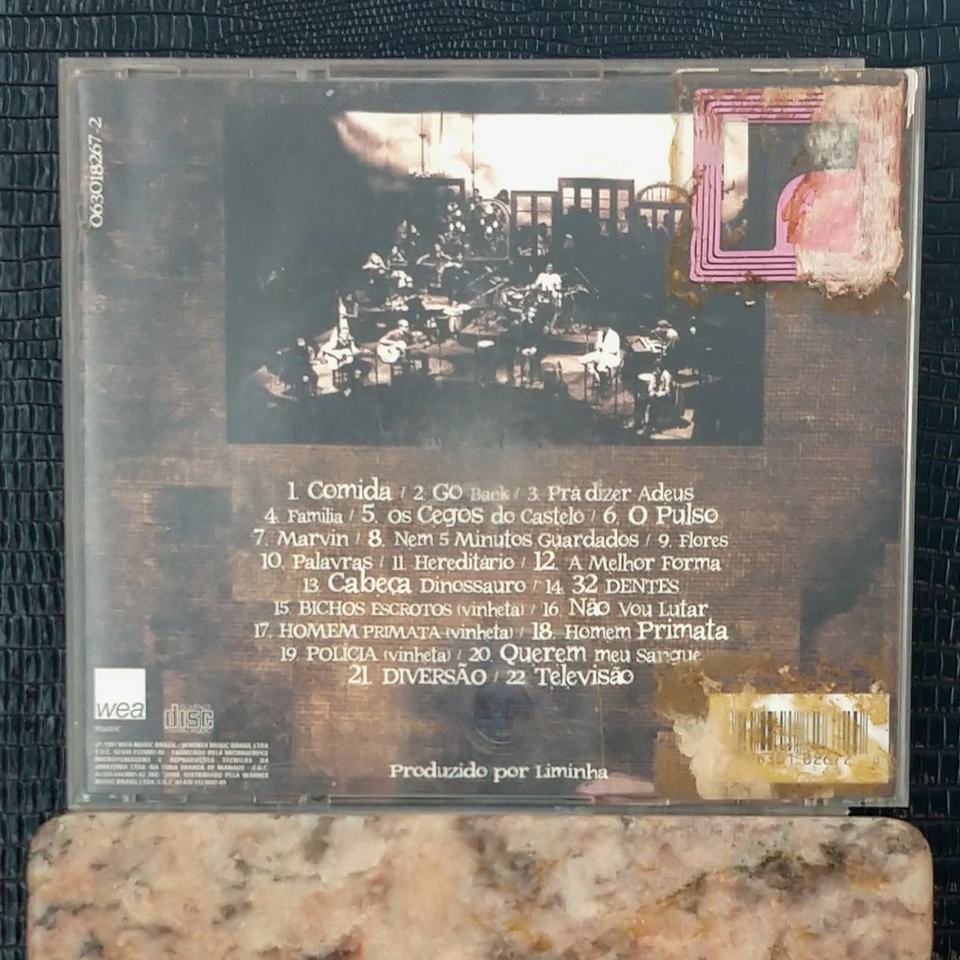 063018267-2
1. Comida / 2. Go Back / 3. Prá dizer Adeus
4. Família / 5. os Cegos do Castelo / 6. O Pulso
7. Marvin / 8. Nem 5 Minutos Guardados / 9. Flores
10. Palavras / 11. Hereditário / 12. A Melhor Forma
13. Cabeça Dinossauro / 14. 32 DENTES
15. BICHOS ESCROTOS (vinheta) / 16. Não Vou Lutar
17. HOMEM PRIMATA (vinheta) / 18. Homem Primata
19. POLÍCIA (vinheta) / 20. Querem meu Sangue
21. DIVERSÃO / 22. Televisão
wea
music
disc
Produzido por Liminha